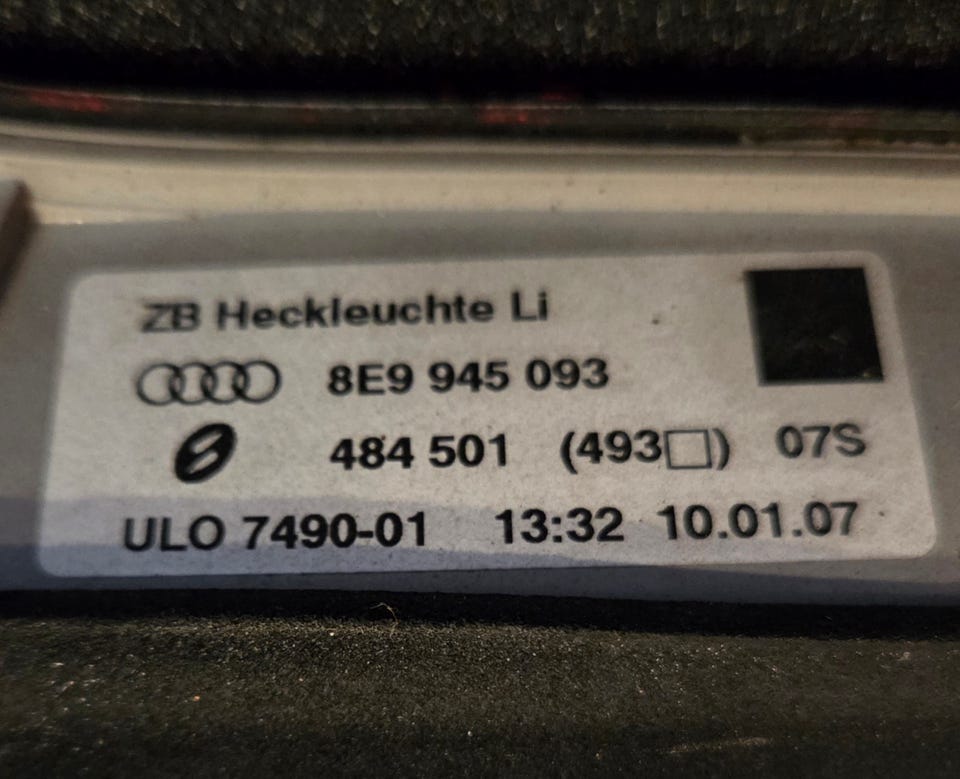 ZB Heckleuchte Li
8E9 945 093
484 501 (493□) 07S
ULO 7490-01 13:32 10.01.07